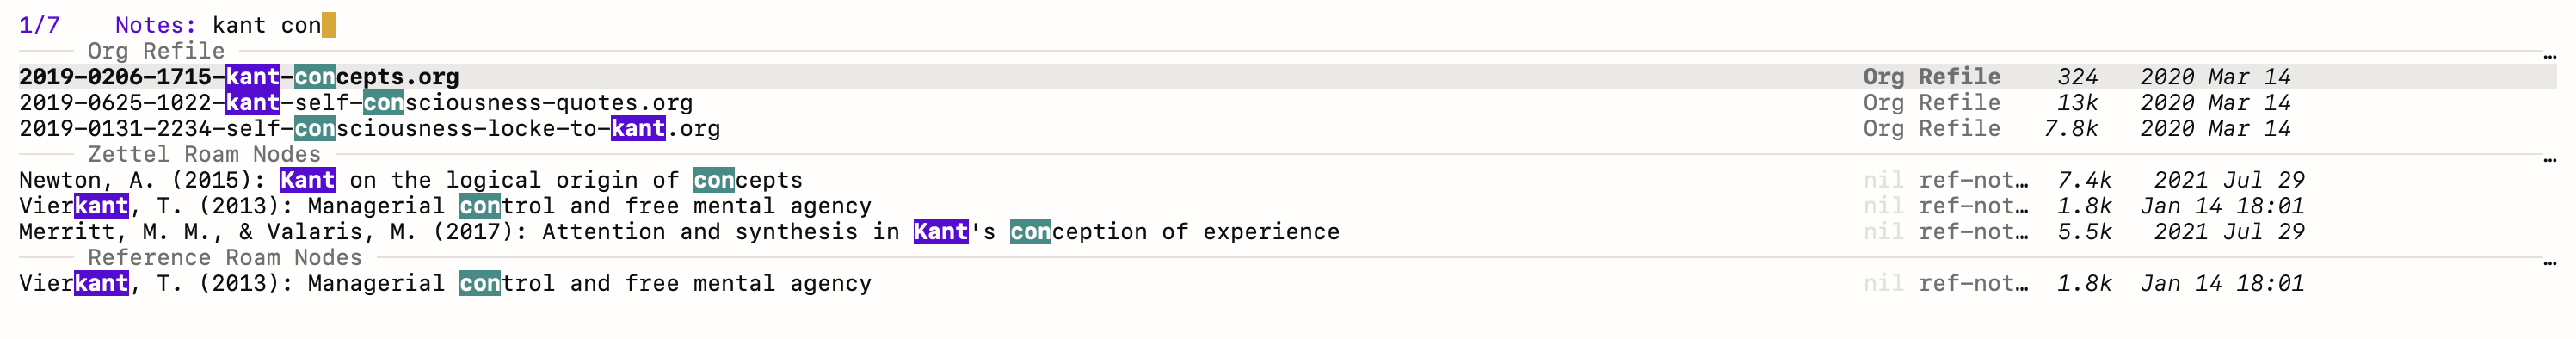 1/7 Notes: kant con
Org Refile …
2019-0206-1715-kant-concepts.org Org Refile 324 2020 Mar 14
2019-0625-1022-kant-self-consciousness-quotes.org Org Refile 13k 2020 Mar 14
2019-0131-2234-self-consciousness-locke-to-kant.org Org Refile 7.8k 2020 Mar 14
Zettel Roam Nodes …
Newton, A. (2015): Kant on the logical origin of concepts nil ref-not… 7.4k 2021 Jul 29
Vierkant, T. (2013): Managerial control and free mental agency nil ref-not… 1.8k Jan 14 18:01
Merritt, M. M., & Valaris, M. (2017): Attention and synthesis in Kant's conception of experience nil ref-not… 5.5k 2021 Jul 29
Reference Roam Nodes …
Vierkant, T. (2013): Managerial control and free mental agency nil ref-not… 1.8k Jan 14 18:01